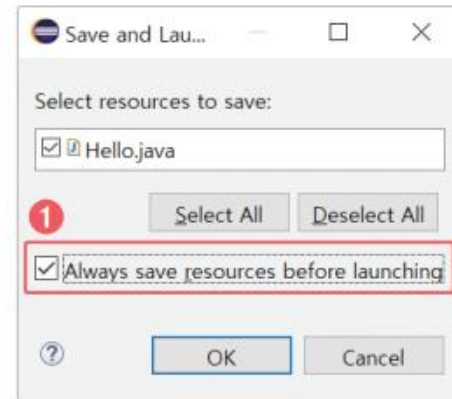 Save and Lau...
Select resources to save:
Hello.java
1
Select All Deselect All
Always save resources before launching
OK Cancel